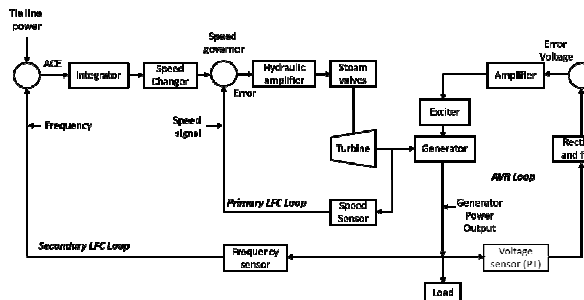 Tie line
power
ACE
Integrator
Speed
Changer
Speed
governor
Error
Hydraulic
amplifier
Steam
valves
Amplifier
Error
Voltage
Exciter
Frequency
Speed
signal
Turbine
Generator
Recti
and f
AVR Loop
Primary LFC Loop
Speed
Sensor
Generator
Power
Output
Secondary LFC Loop
Frequency
sensor
Voltage
sensor (PT)
Load